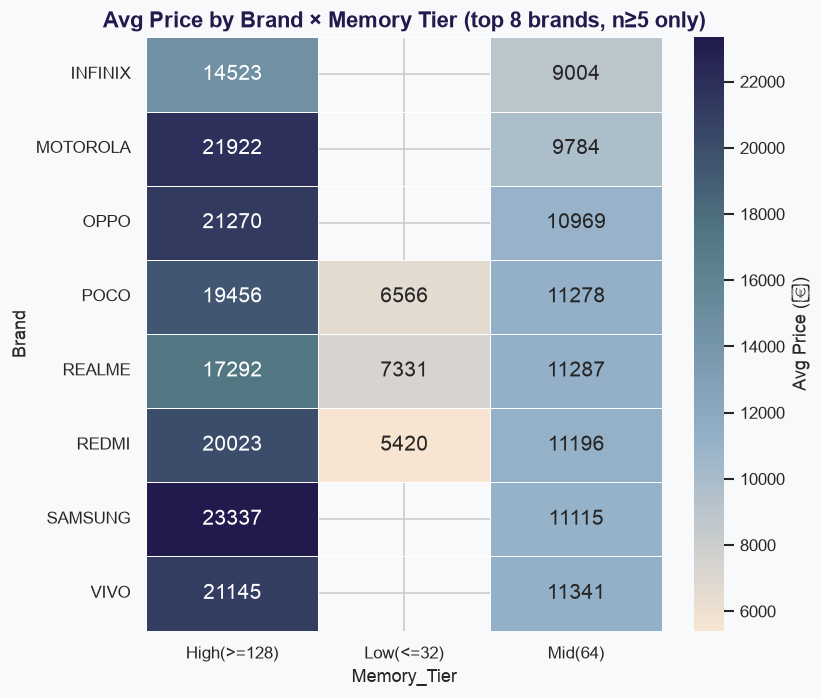 Avg Price by Brand × Memory Tier (top 8 brands, n≥5 only)
Brand
INFINIX 14523 9004
MOTOROLA 21922 9784
OPPO 21270 10969
POCO 19456 6566 11278
REALME 17292 7331 11287
REDMI 20023 5420 11196
SAMSUNG 23337 11115
VIVO 21145 11341
High(>=128) Low(<=32) Mid(64)
Memory_Tier
22000
20000
18000
16000
14000
12000
10000
8000
6000
Avg Price (€)